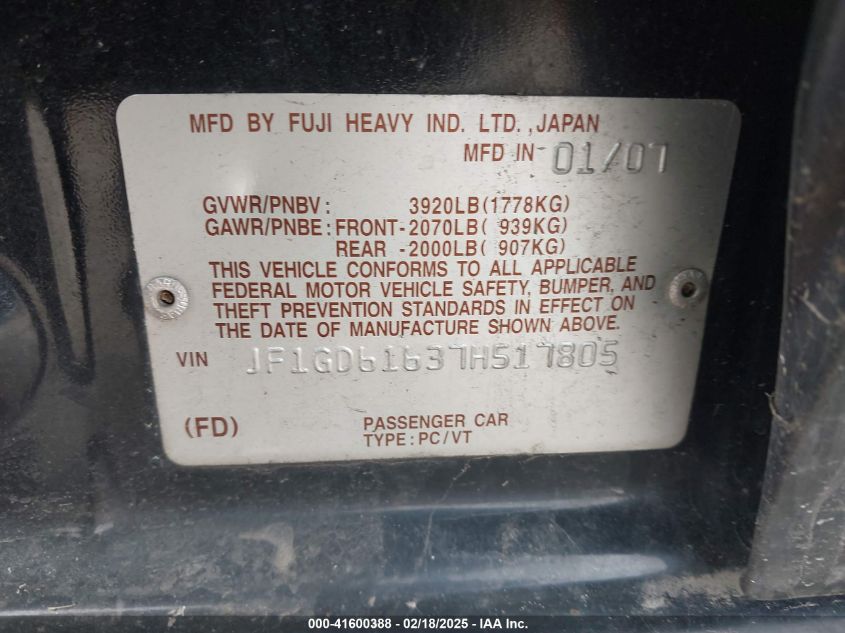 MFD BY FUJI HEAVY IND. LTD., JAPAN
MFD IN 01/07
GVWR/PNBV: 3920LB(1778KG)
GAWR/PNBE: FRONT-2070LB( 939KG)
REAR -2000LB( 907KG)
THIS VEHICLE CONFORMS TO ALL APPLICABLE
FEDERAL MOTOR VEHICLE SAFETY, BUMPER, AND
THEFT PREVENTION STANDARDS IN EFFECT ON
THE DATE OF MANUFACTURE SHOWN ABOVE.
VIN JF1GD61637H517805
(FD) PASSENGER CAR
TYPE: PC/VT
000-41600388 - 02/18/2025 - © IAA Inc.